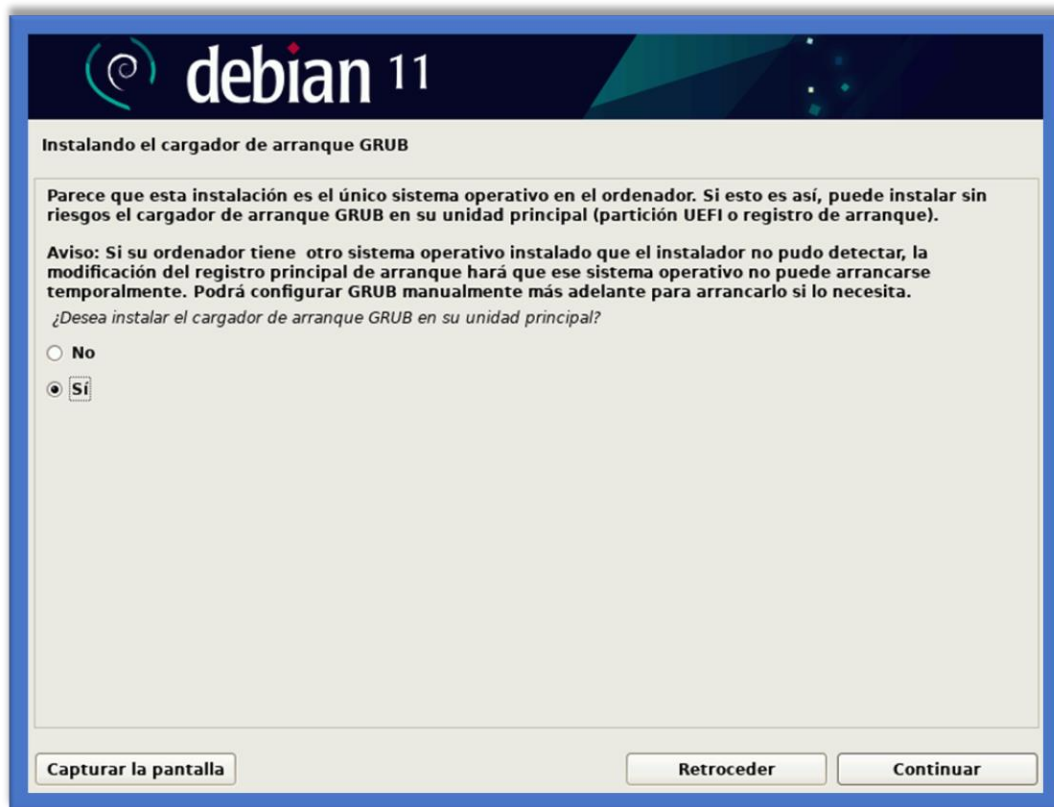 debian 11
Instalando el cargador de arranque GRUB
Parece que esta instalación es el único sistema operativo en el ordenador. Si esto es así, puede instalar sin
riesgos el cargador de arranque GRUB en su unidad principal (partición UEFI o registro de arranque).
Aviso: Si su ordenador tiene  otro sistema operativo instalado que el instalador no pudo detectar, la
modificación del registro principal de arranque hará que ese sistema operativo no puede arrancarse
temporalmente. Podrá configurar GRUB manualmente más adelante para arrancarlo si lo necesita.
¿Desea instalar el cargador de arranque GRUB en su unidad principal?
No
Sí
Capturar la pantalla
Retroceder
Continuar